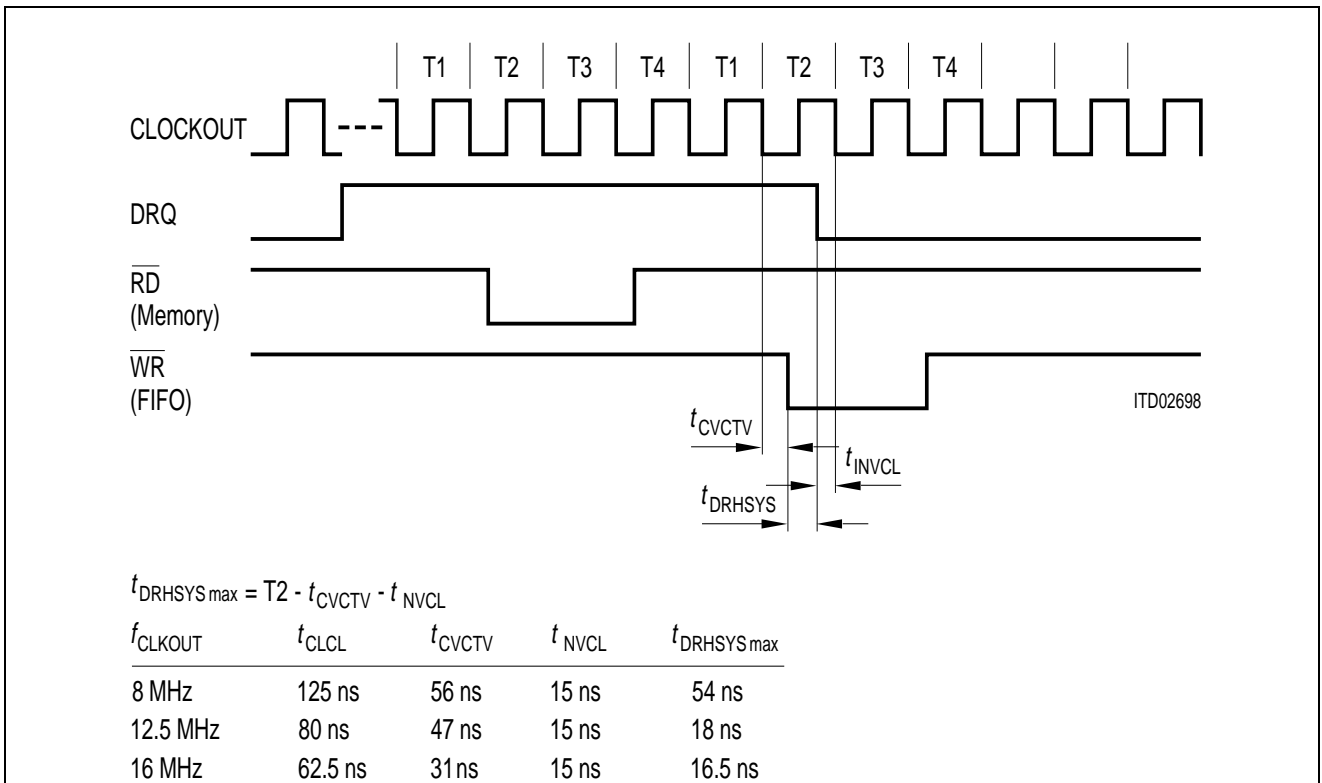 T1 T2 T3 T4 T1 T2 T3 T4
CLOCKOUT
DRQ
RD
(Memory)
WR
(FIFO)
ITD02698
tCVCTV
tINVCL
tDRHSYS
tDRHSYS max = T2 - tCVCTV - t NVCL
fCLKOUT tCLCL tCVCTV t NVCL tDRHSYS max
8 MHz 125 ns 56 ns 15 ns 54 ns
12.5 MHz 80 ns 47 ns 15 ns 18 ns
16 MHz 62.5 ns 31 ns 15 ns 16.5 ns